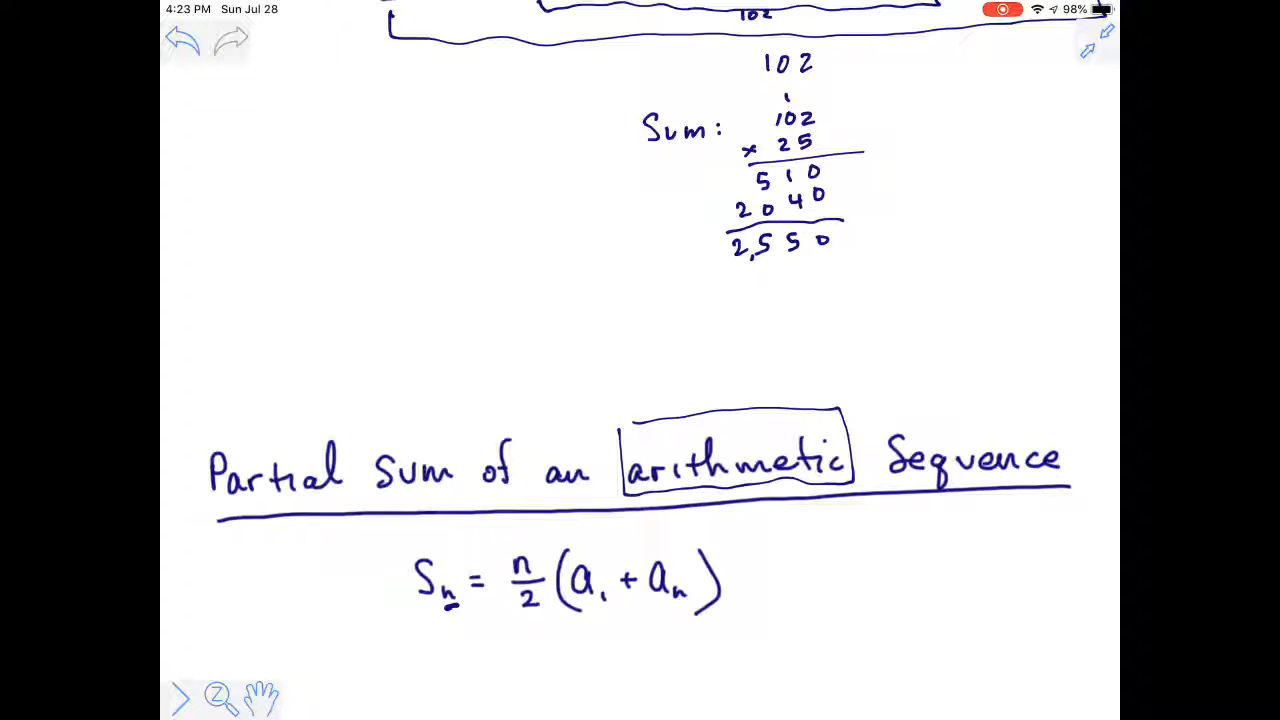 4:23 PM Sun Jul 28 98%
102
102
1
Sum: 102
× 25
510
2040
2,550
Partial Sum of an arithmetic Sequence
Sₙ = n/2 (a₁ + aₙ)